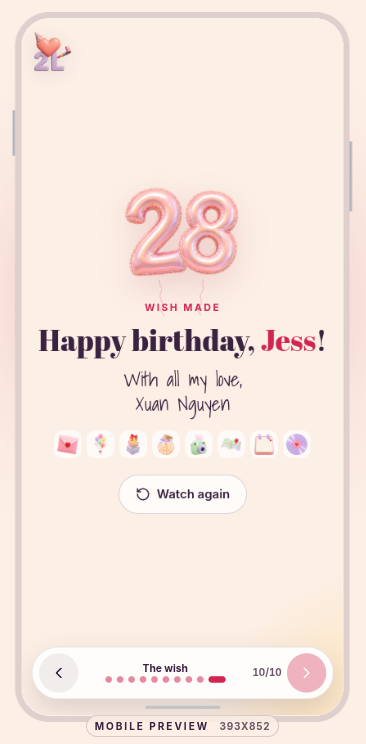 2L
28
WISH MADE
Happy birthday, Jess!
With all my love,
Xuan Nguyen
Watch again
The wish
10/10
MOBILE PREVIEW 393X852